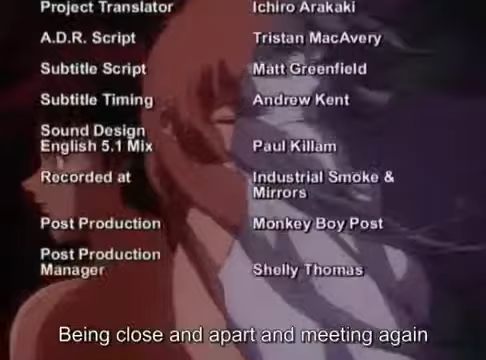 Project Translator Ichiro Arakaki
A.D.R. Script Tristan MacAvery
Subtitle Script Matt Greenfield
Subtitle Timing Andrew Kent
Sound Design
English 5.1 Mix Paul Killam
Recorded at Industrial Smoke &
Mirrors
Post Production Monkey Boy Post
Post Production
Manager Shelly Thomas
Being close and apart and meeting again